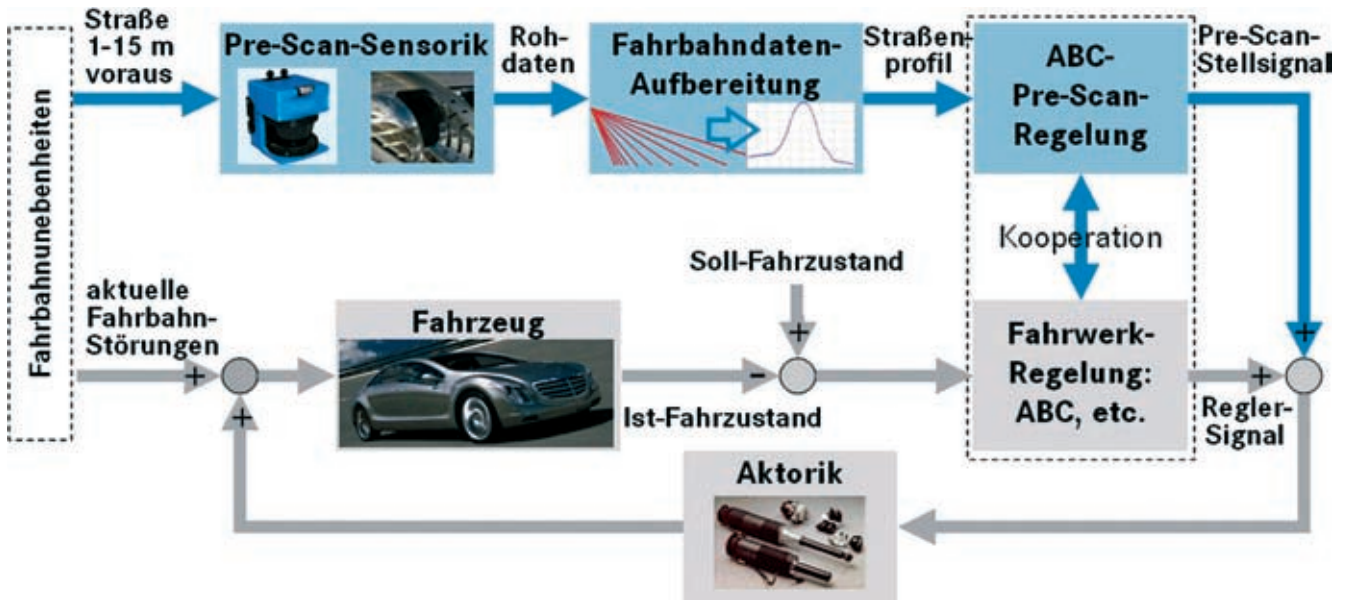 Fahrbahnunebenheiten
Straße
1-15 m
voraus
Pre-Scan-Sensorik
Roh-
daten
Fahrbahndaten-
Aufbereitung
Straßen-
profil
ABC-
Pre-Scan-
Regelung
Pre-Scan-
Stellsignal
Kooperation
Soll-Fahrzustand
aktuelle
Fahrbahn-
Störungen
Fahrzeug
Ist-Fahrzustand
Fahrwerk-
Regelung:
ABC, etc.
Regler-
Signal
Aktorik
+
+
+
-
+
+